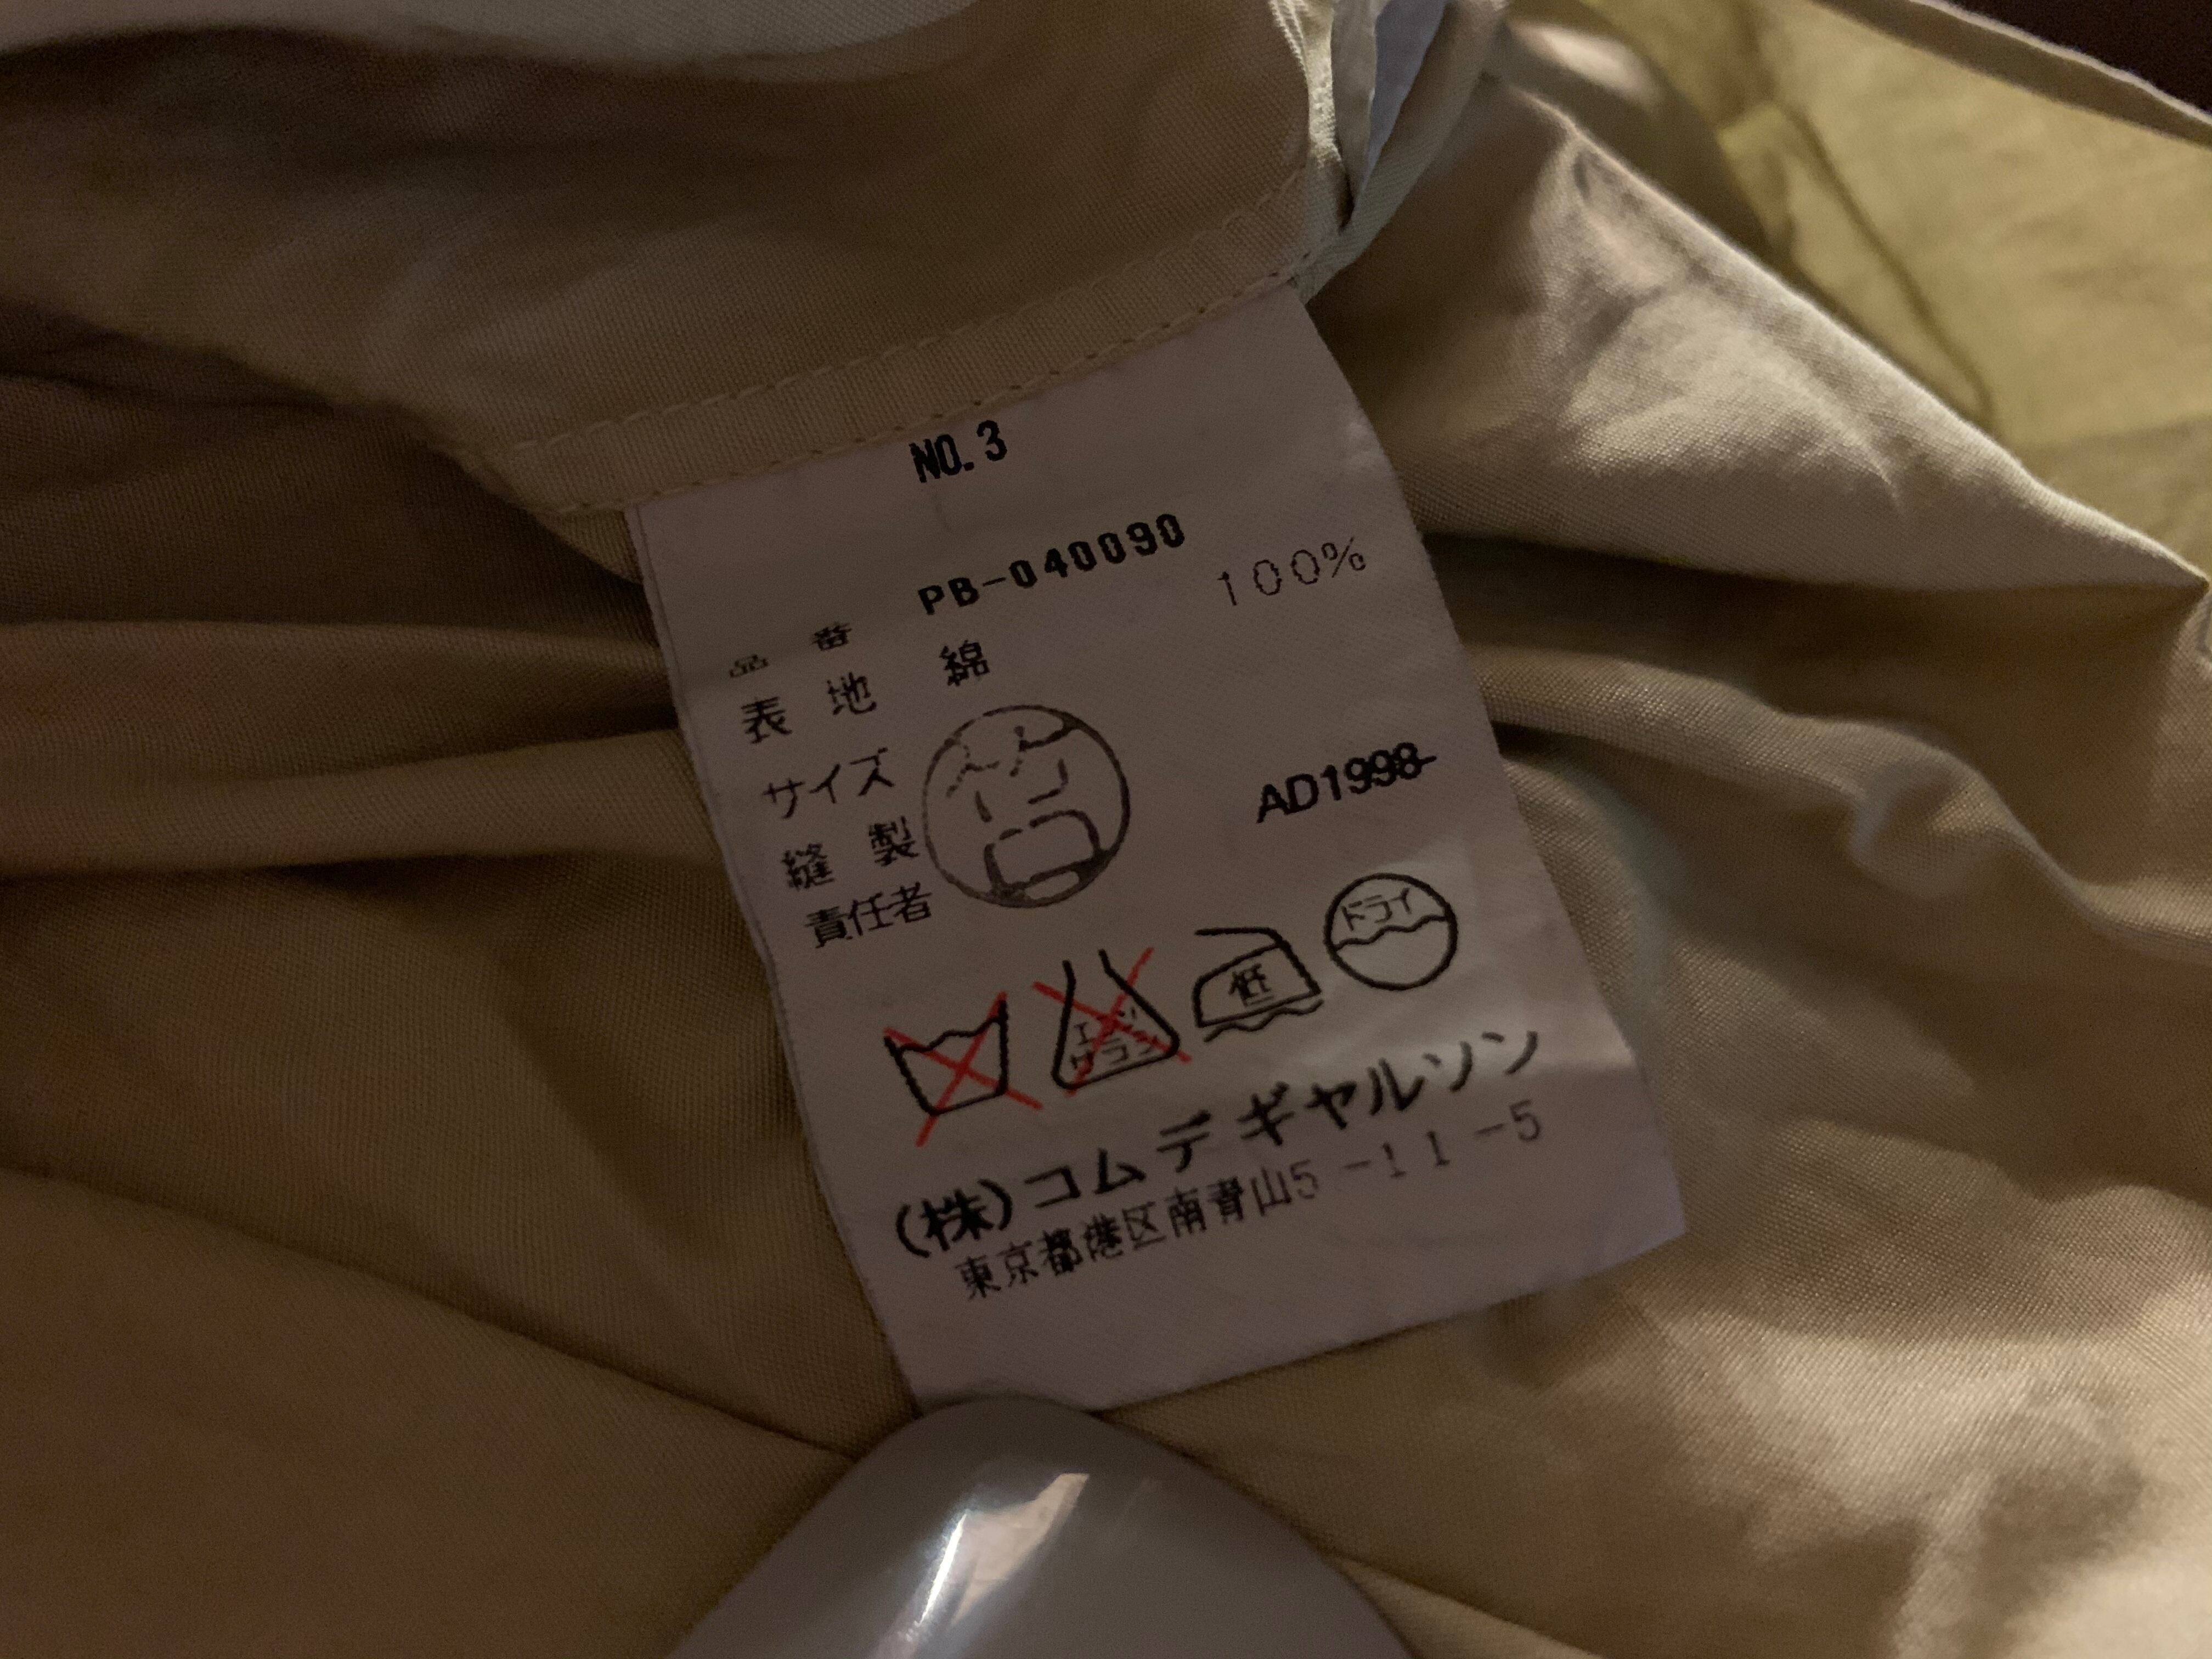 NO.3
品番 PB-040090
表地 綿 100%
サイズ
縫製 AD1998-
責任者
低 ドライ
(株)コムデギャルソン
東京都港区南青山5-11-5